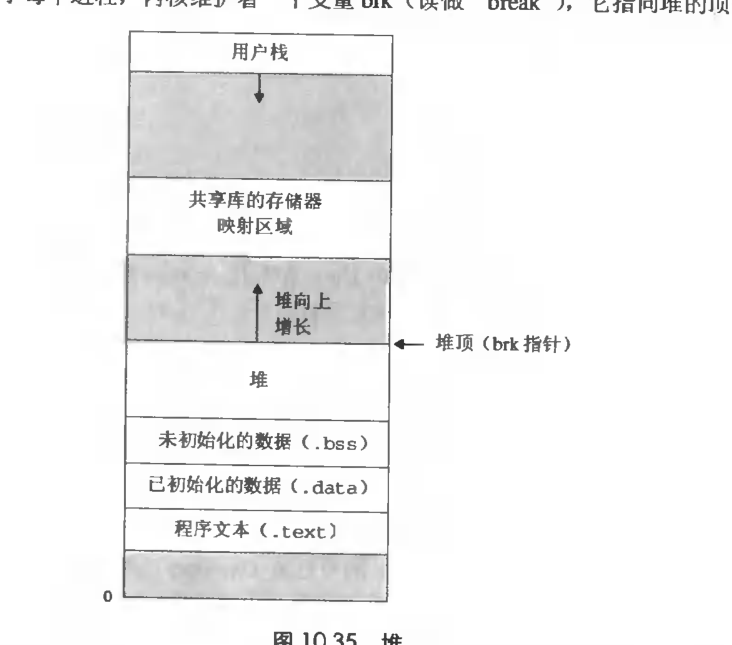 每个进程，内核维护着一个变量 brk（读做“break”），它指向堆的顶
用户栈
共享库的存储器
映射区域
堆向上
增长
堆顶（brk 指针）
堆
未初始化的数据（.bss）
已初始化的数据（.data）
程序文本（.text）
0
图 10.35 堆